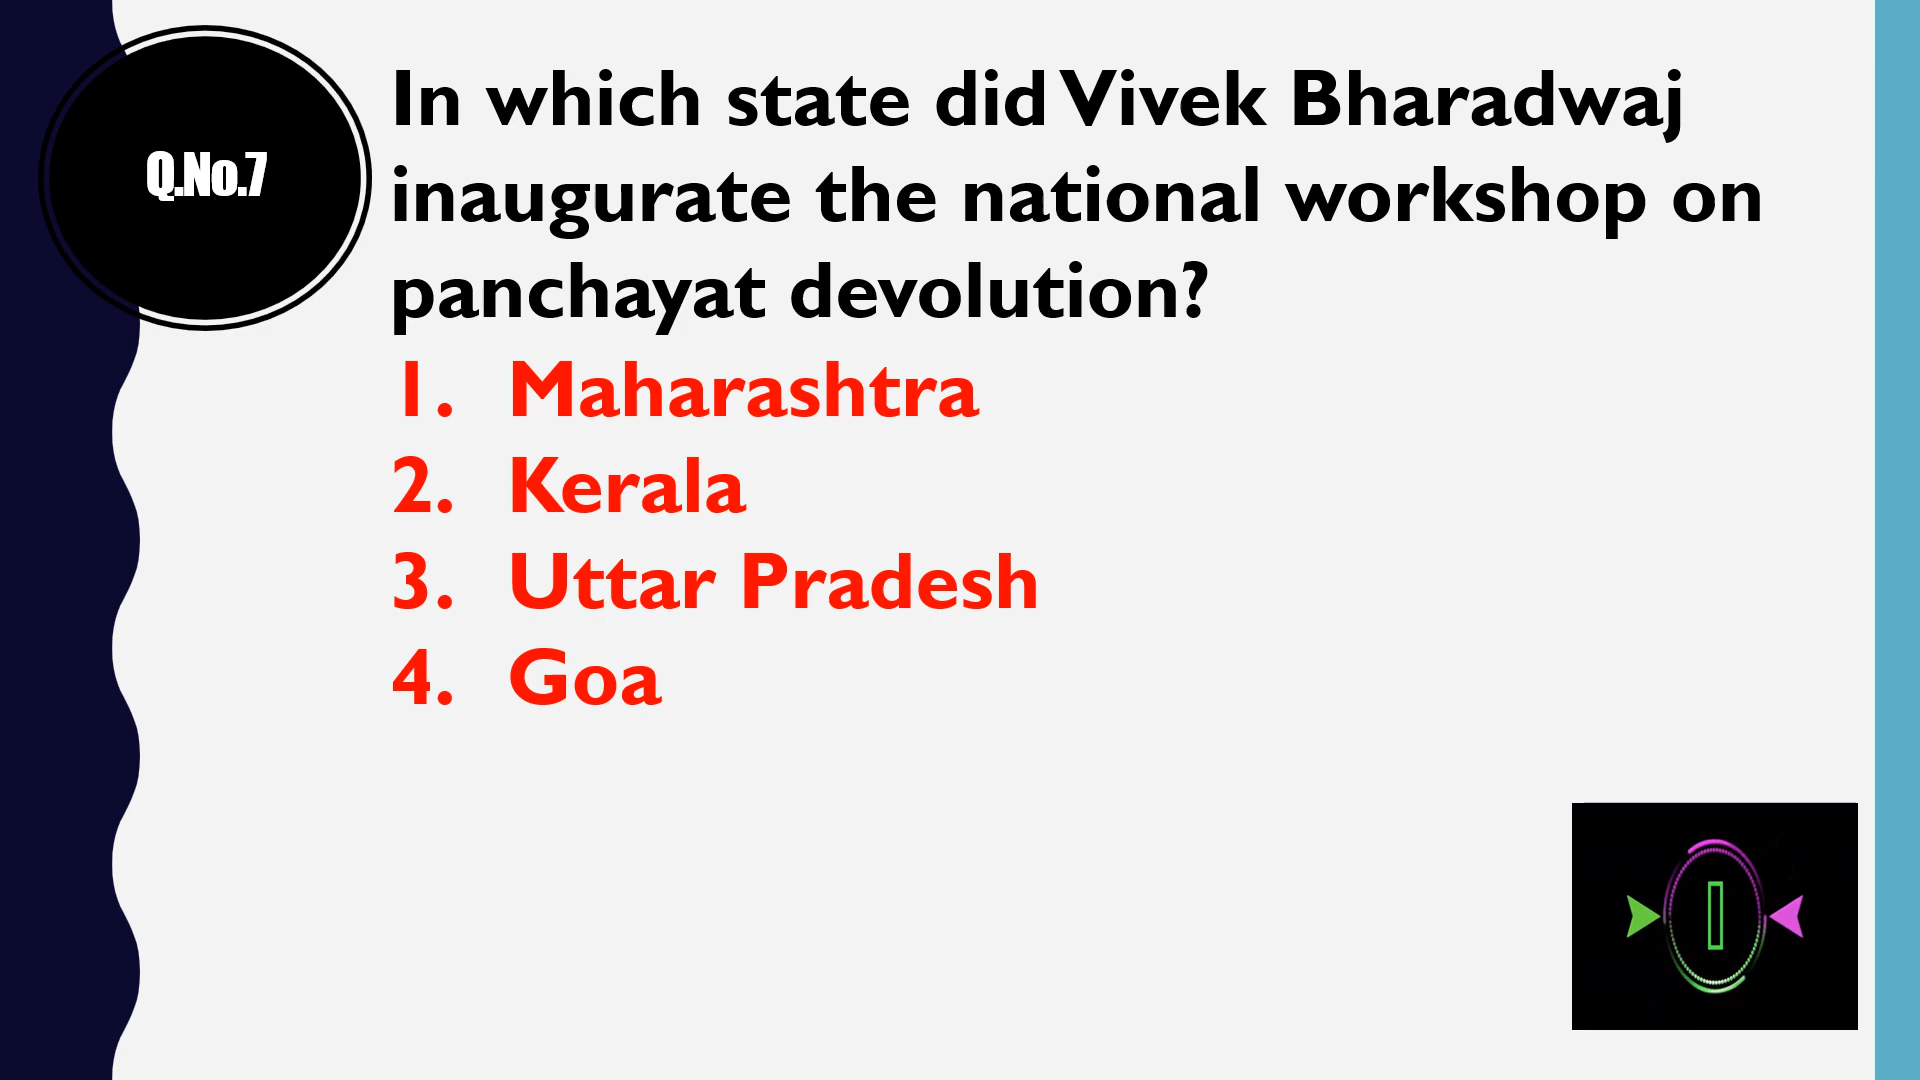 Q.No.7
In which state did Vivek Bharadwaj
inaugurate the national workshop on
panchayat devolution?
1. Maharashtra
2. Kerala
3. Uttar Pradesh
4. Goa